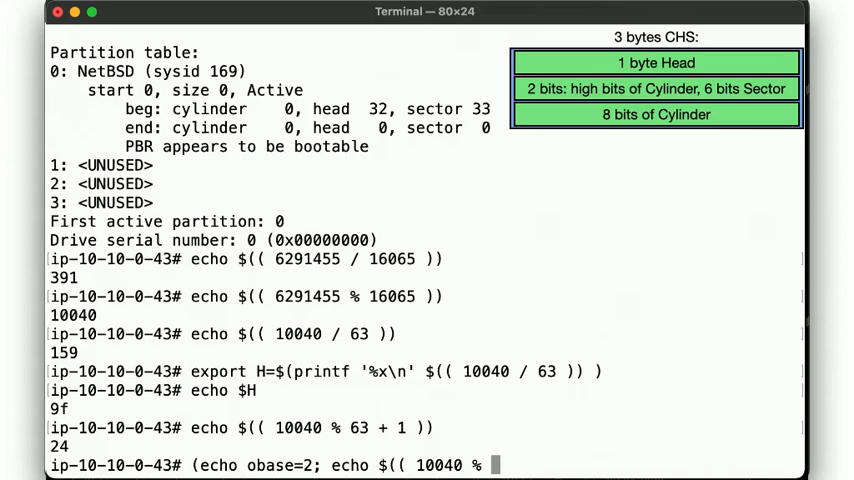 Terminal — 80×24
3 bytes CHS:
1 byte Head
2 bits: high bits of Cylinder, 6 bits Sector
8 bits of Cylinder
Partition table:
0: NetBSD (sysid 169)
start 0, size 0, Active
beg: cylinder 0, head 32, sector 33
end: cylinder 0, head 0, sector 0
PBR appears to be bootable
1: <UNUSED>
2: <UNUSED>
3: <UNUSED>
First active partition: 0
Drive serial number: 0 (0x00000000)
[ip-10-10-0-43# echo $(( 6291455 / 16065 )) ]
391
[ip-10-10-0-43# echo $(( 6291455 % 16065 )) ]
10040
[ip-10-10-0-43# echo $(( 10040 / 63 )) ]
159
[ip-10-10-0-43# export H=$(printf '%x\n' $(( 10040 / 63 )) ) ]
[ip-10-10-0-43# echo $H ]
9f
[ip-10-10-0-43# echo $(( 10040 % 63 + 1 )) ]
24
ip-10-10-0-43# (echo obase=2; echo $(( 10040 %